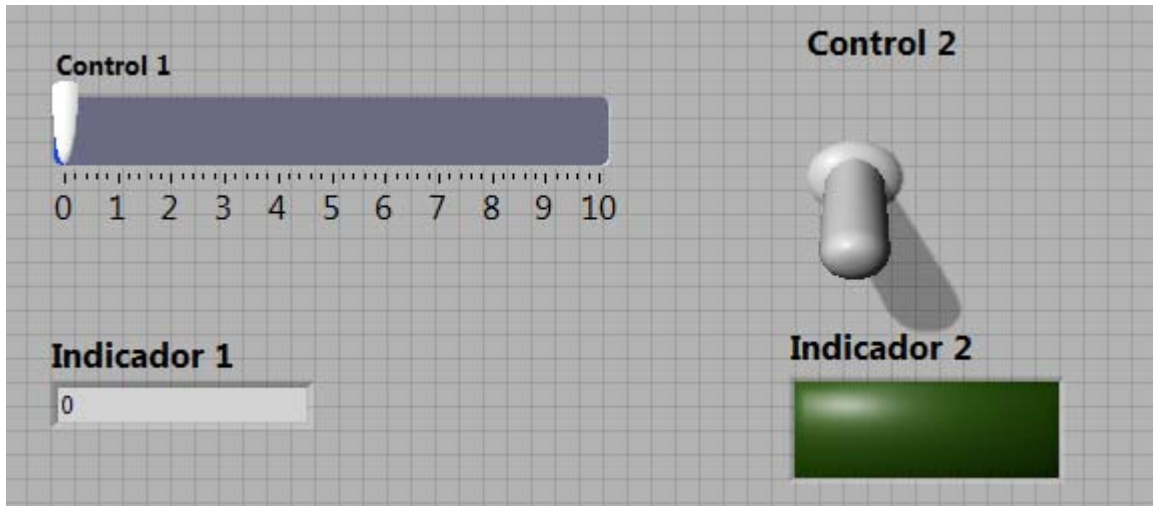 Control 1
0 1 2 3 4 5 6 7 8 9 10
Control 2
Indicador 1
0
Indicador 2